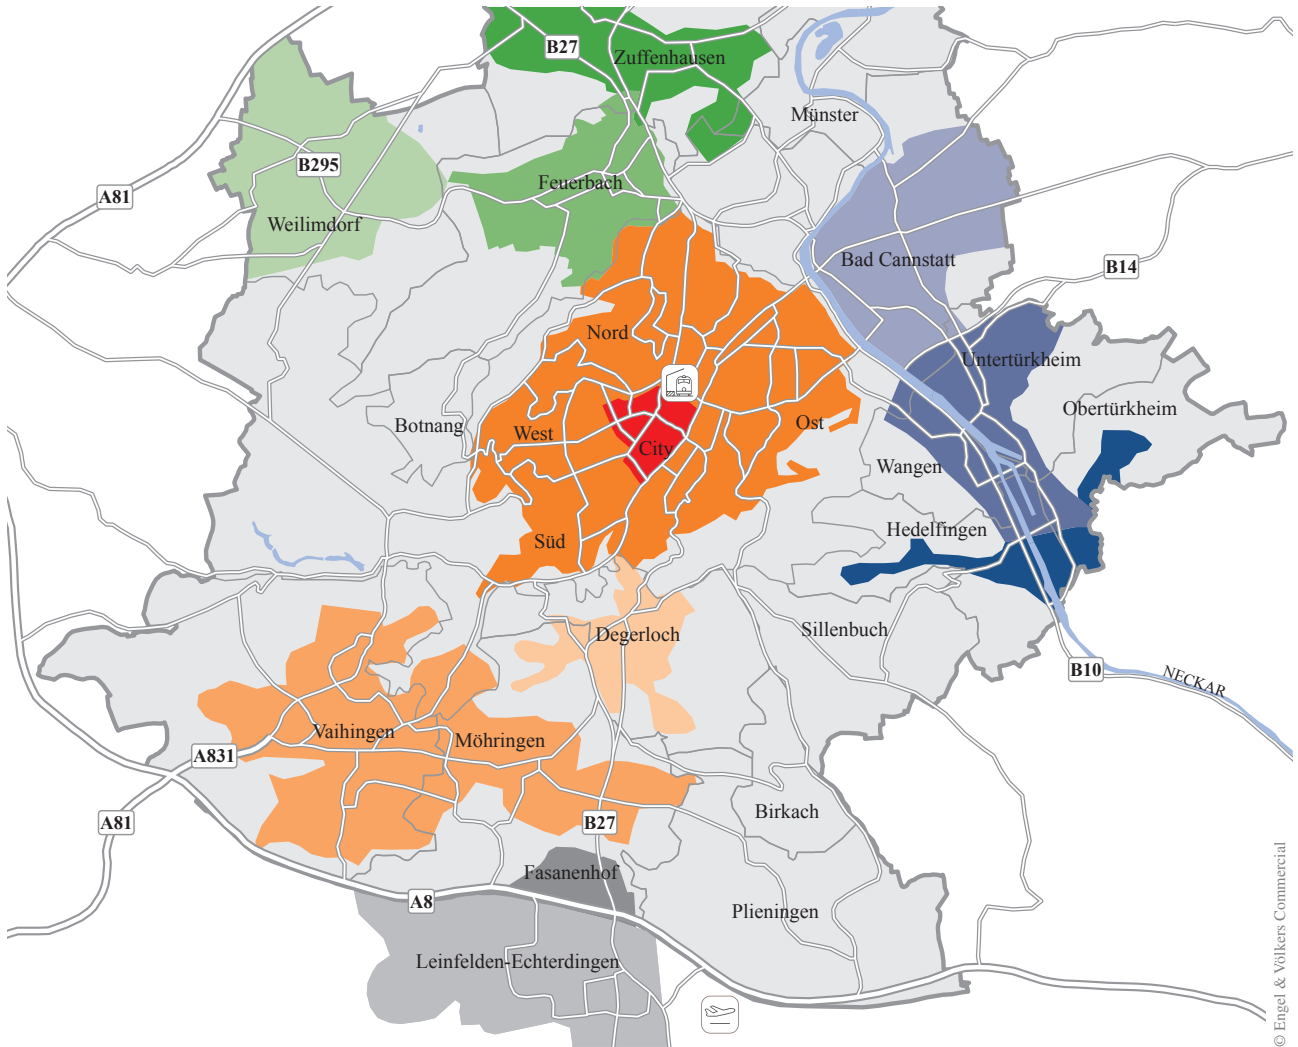 B27
Zuffenhausen
Münster
B295
Feuerbach
A81
Weilimdorf
Bad Cannstatt
B14
Nord
Untertürkheim
Obertürkheim
Botnang
West
Ost
City
Wangen
Süd
Hedelfingen
Degerloch
Sillenbuch
B10
NECKAR
Vaihingen
Möhringen
A831
Birkach
A81
B27
Fasanenhof
A8
Plieningen
Leinfelden-Echterdingen
© Engel & Völkers Commercial